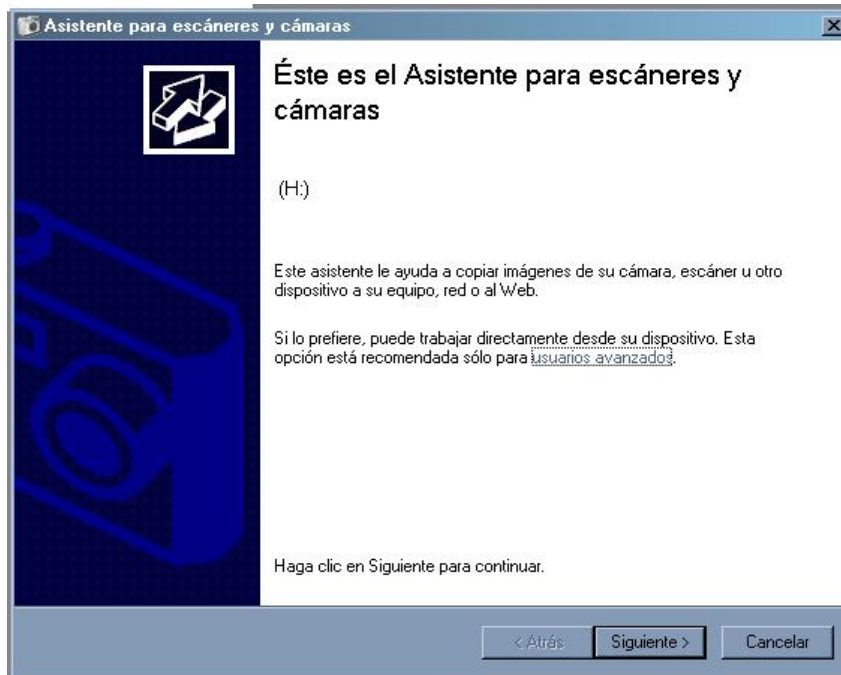 Asistente para escáneres y cámaras
Éste es el Asistente para escáneres y
cámaras
(H:)
Este asistente le ayuda a copiar imágenes de su cámara, escáner u otro
dispositivo a su equipo, red o al Web.
Si lo prefiere, puede trabajar directamente desde su dispositivo. Esta
opción está recomendada sólo para usuarios avanzados.
Haga clic en Siguiente para continuar.
< Atrás Siguiente > Cancelar